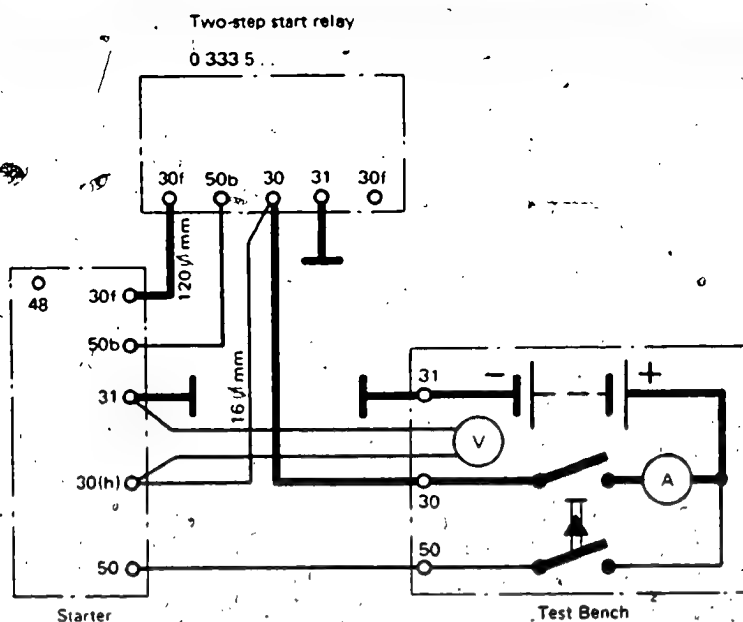 Two-step start relay
0 333 5 ..
30f 50b 30 31 30f
120 ∅ mm
16 ∅ mm
48
30f
50b
31
30(h)
50
Starter
31
− +
V
30
A
50
Test Bench